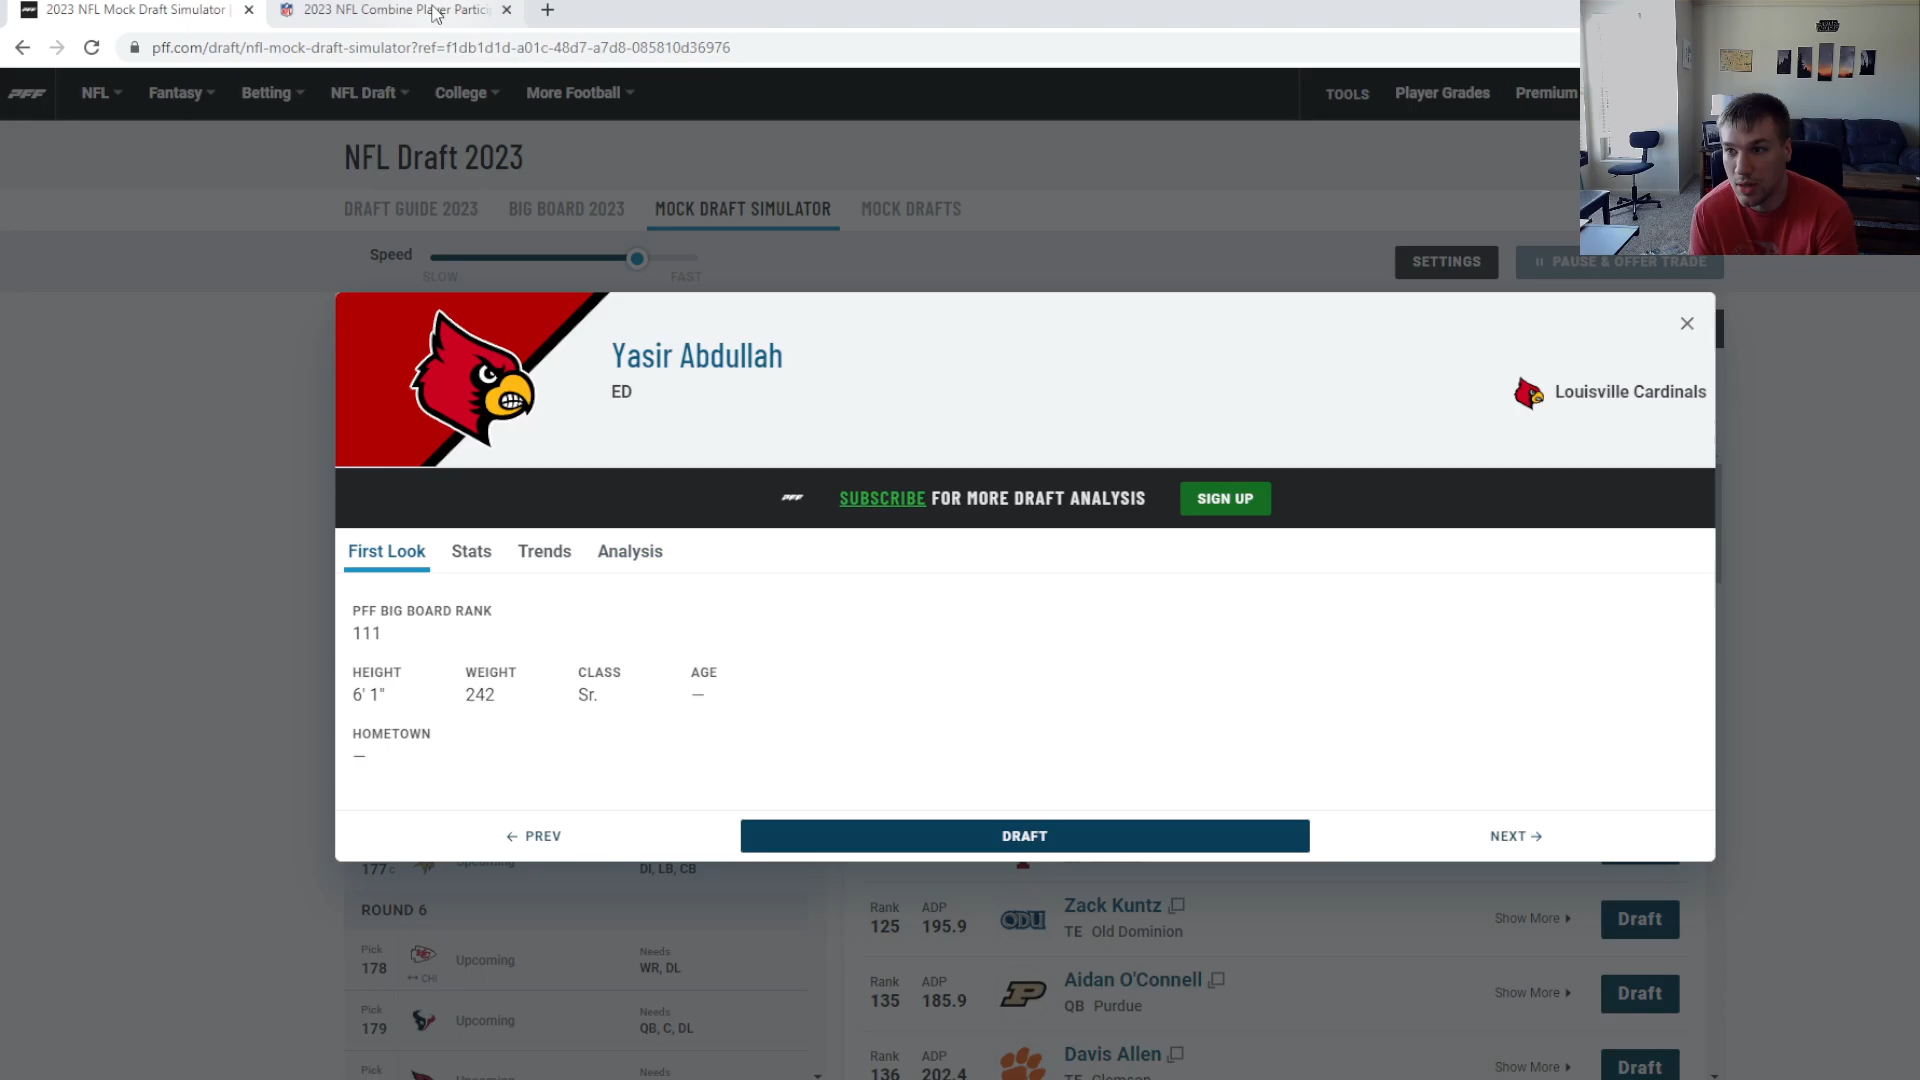 2023 NFL Mock Draft Simulator |
2023 NFL Combine Player Partici
pff.com/draft/nfl-mock-draft-simulator?ref=f1db1d1d-a01c-48d7-a7d8-085810d36976
PFF NFL Fantasy Betting NFL Draft College More Football TOOLS Player Grades Premium
NFL Draft 2023
DRAFT GUIDE 2023 BIG BOARD 2023 MOCK DRAFT SIMULATOR MOCK DRAFTS
Speed
SLOW FAST
SETTINGS
PAUSE & OFFER TRADE
Yasir Abdullah
ED
Louisville Cardinals
PFF SUBSCRIBE FOR MORE DRAFT ANALYSIS SIGN UP
First Look Stats Trends Analysis
PFF BIG BOARD RANK
111
HEIGHT WEIGHT CLASS AGE
6' 1" 242 Sr. —
HOMETOWN
—
← PREV DRAFT NEXT →
177 c Upcoming DI, LB, CB
ROUND 6
Pick Needs
178 Upcoming WR, DL
↔ CHI
Pick Needs
179 Upcoming QB, C, DL
Pick Needs
Rank ADP Zack Kuntz
125 195.9 ODU TE Old Dominion Show More Draft
Rank ADP Aidan O'Connell
135 185.9 P QB Purdue Show More Draft
Rank ADP Davis Allen
136 202.4 TE Clemson Show More Draft